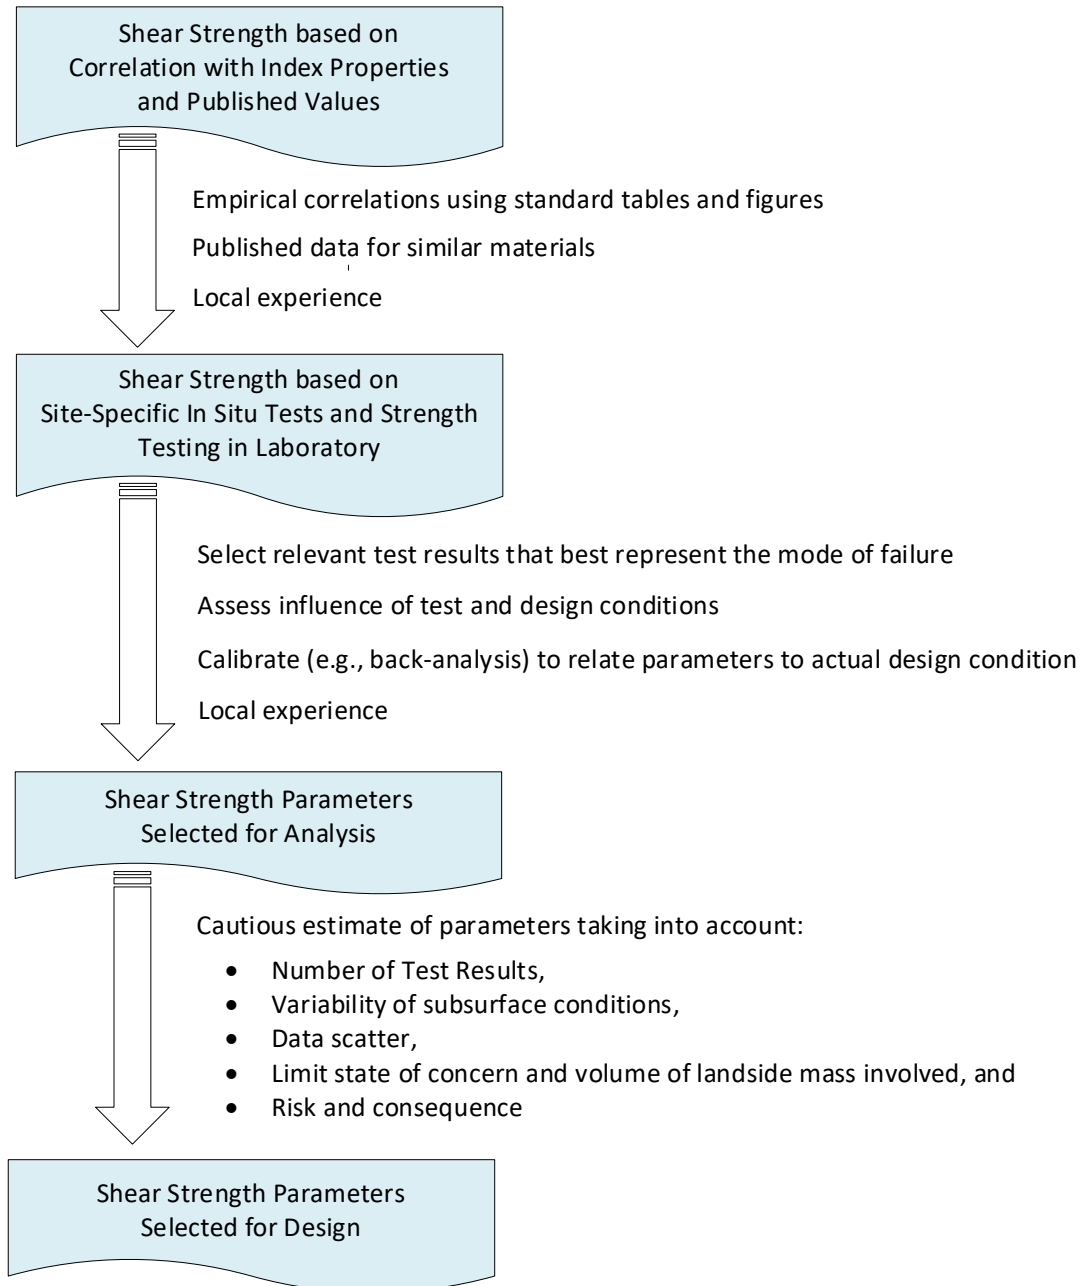 Shear Strength based on
Correlation with Index Properties
and Published Values
Empirical correlations using standard tables and figures
Published data for similar materials
Local experience
Shear Strength based on
Site-Specific In Situ Tests and Strength
Testing in Laboratory
Select relevant test results that best represent the mode of failure
Assess influence of test and design conditions
Calibrate (e.g., back-analysis) to relate parameters to actual design condition
Local experience
Shear Strength Parameters
Selected for Analysis
Cautious estimate of parameters taking into account:
• Number of Test Results,
• Variability of subsurface conditions,
• Data scatter,
• Limit state of concern and volume of landside mass involved, and
• Risk and consequence
Shear Strength Parameters
Selected for Design